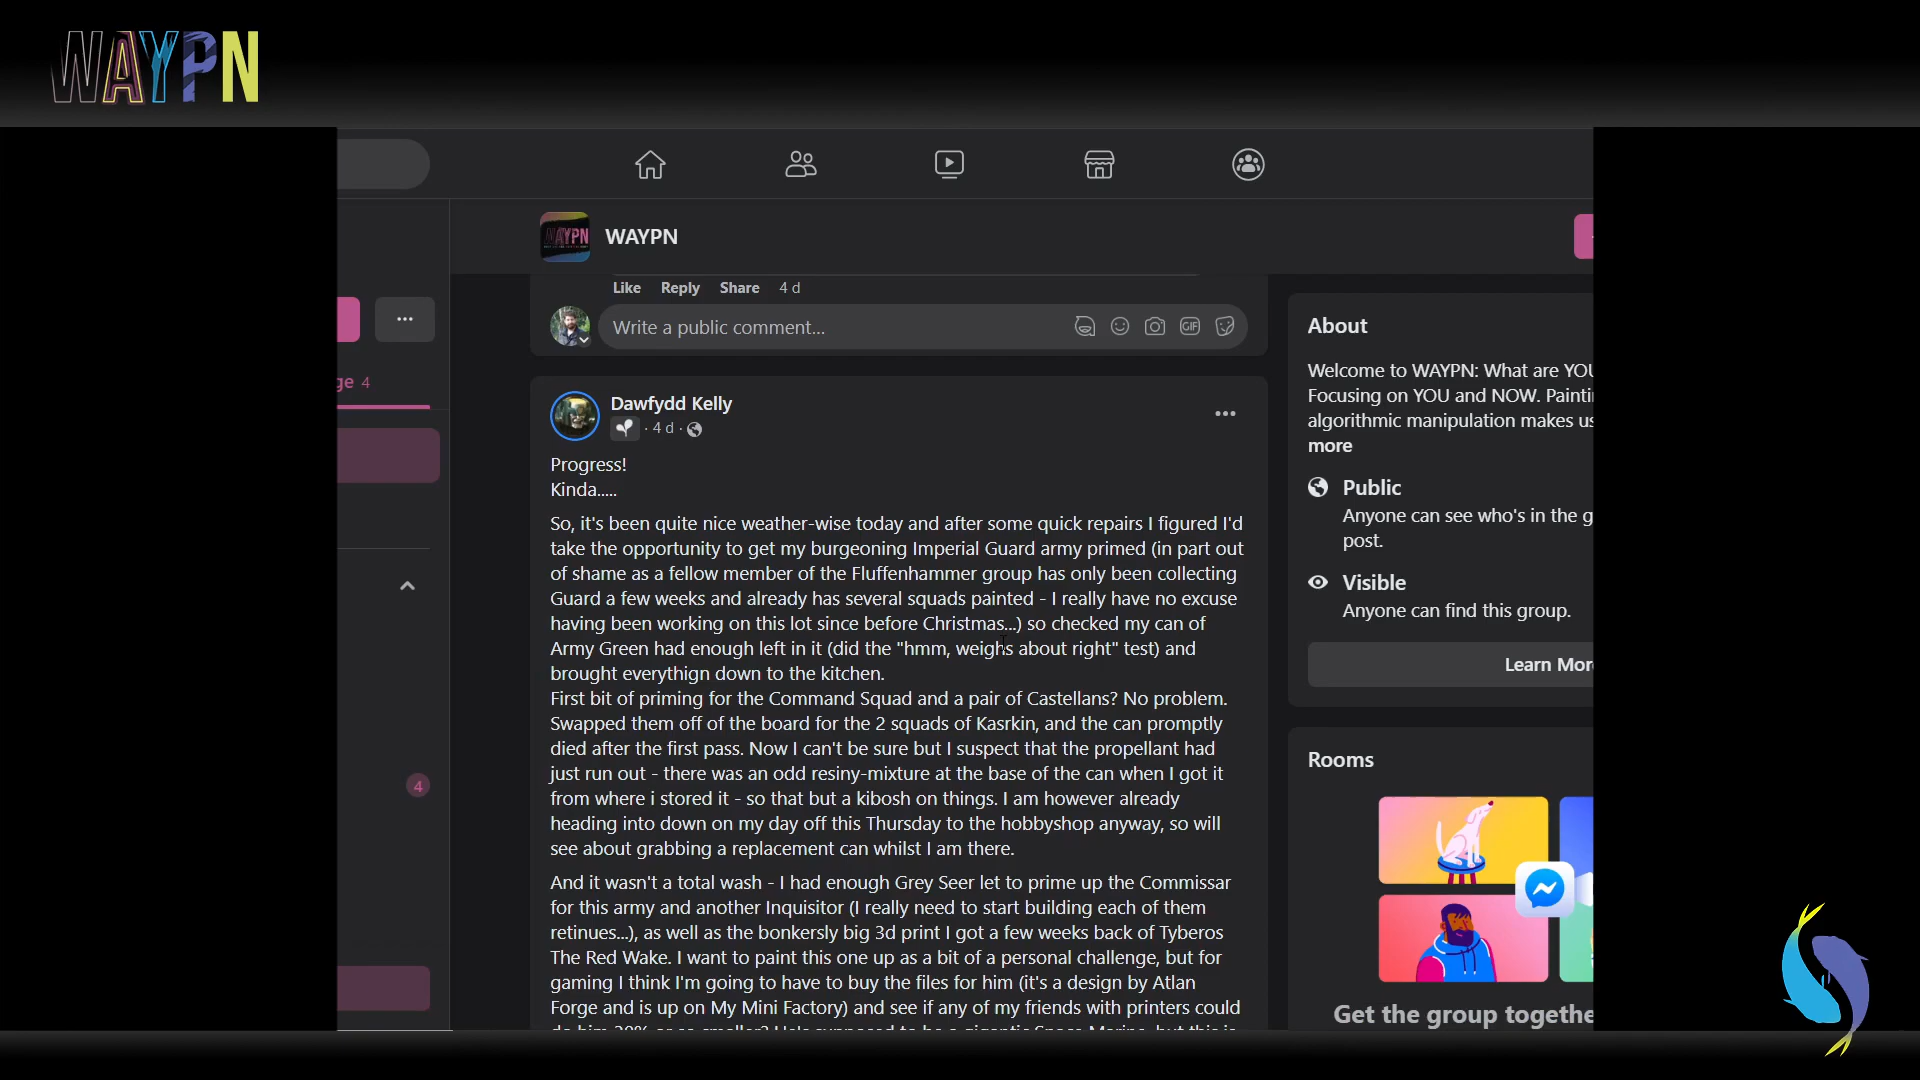 WAYPN
WAYPN
WAYPN
Like Reply Share 4 d
Write a public comment...
GIF
ge 4
4
Dawfydd Kelly
· 4 d ·
Progress!
Kinda.....
So, it's been quite nice weather-wise today and after some quick repairs I figured I'd
take the opportunity to get my burgeoning Imperial Guard army primed (in part out
of shame as a fellow member of the Fluffenhammer group has only been collecting
Guard a few weeks and already has several squads painted - I really have no excuse
having been working on this lot since before Christmas...) so checked my can of
Army Green had enough left in it (did the "hmm, weighs about right" test) and
brought everythign down to the kitchen.
First bit of priming for the Command Squad and a pair of Castellans? No problem.
Swapped them off of the board for the 2 squads of Kasrkin, and the can promptly
died after the first pass. Now I can't be sure but I suspect that the propellant had
just run out - there was an odd resiny-mixture at the base of the can when I got it
from where i stored it - so that but a kibosh on things. I am however already
heading into down on my day off this Thursday to the hobbyshop anyway, so will
see about grabbing a replacement can whilst I am there.
And it wasn't a total wash - I had enough Grey Seer let to prime up the Commissar
for this army and another Inquisitor (I really need to start building each of them
retinues...), as well as the bonkersly big 3d print I got a few weeks back of Tyberos
The Red Wake. I want to paint this one up as a bit of a personal challenge, but for
gaming I think I'm going to have to buy the files for him (it's a design by Atlan
Forge and is up on My Mini Factory) and see if any of my friends with printers could
About
Welcome to WAYPN: What are YOU
Focusing on YOU and NOW. Painti
algorithmic manipulation makes us
more
Public
Anyone can see who's in the g
post.
Visible
Anyone can find this group.
Learn Mor
Rooms
Get the group togethe